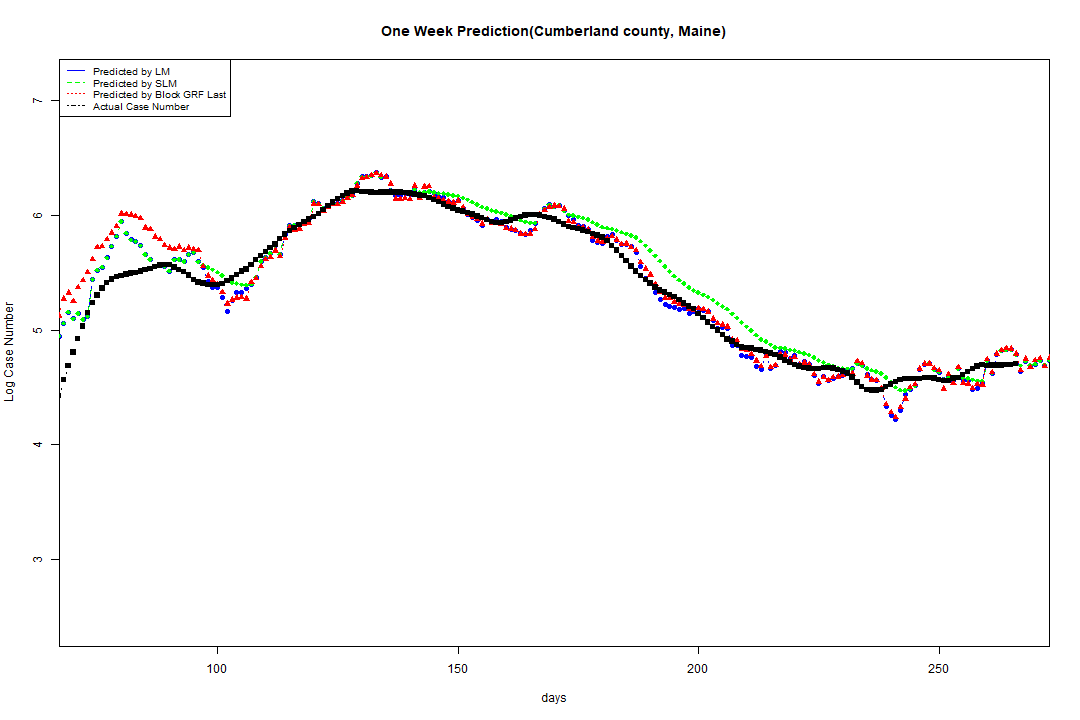 One Week Prediction(Cumberland county, Maine)
Predicted by LM
Predicted by SLM
Predicted by Block GRF Last
Actual Case Number
7
6
5
4
3
Log Case Number
100 150 200 250
days